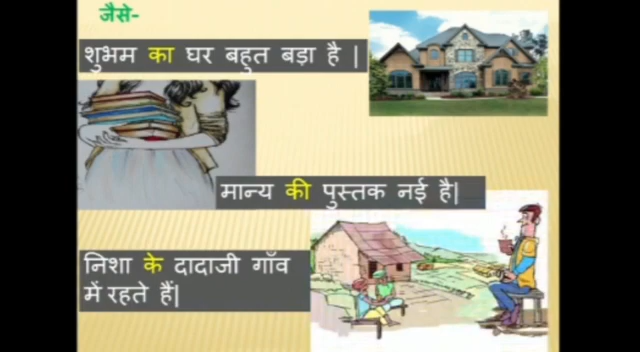 जैसे-
शुभम का घर बहुत बड़ा है |
मान्य की पुस्तक नई है|
निशा के दादाजी गाँव
में रहते हैं|